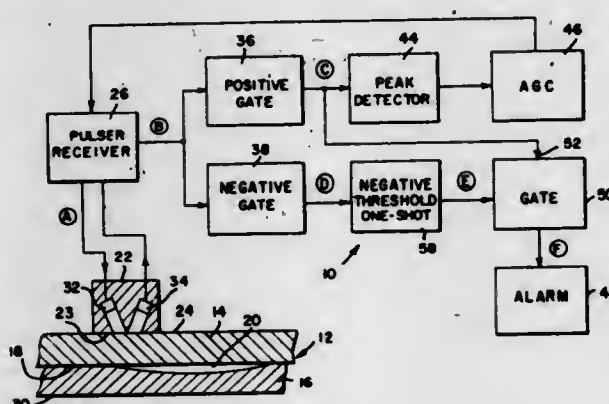 36
44
46
POSITIVE
GATE
C
PEAK
DETECTOR
AGC
26
PULSER
RECEIVER
B
52
38
NEGATIVE
GATE
D
NEGATIVE
THRESHOLD
ONE-SHOT
58
E
GATE
50
A
10
F
22
32
34
ALARM
4
23
24
14
20
12
18
16